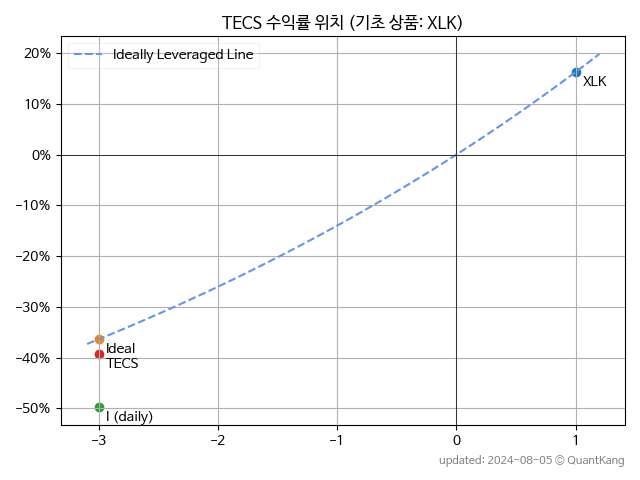 TECS 수익률 위치 (기초 상품: XLK)
Ideally Leveraged Line
20%
10%
0%
−10%
−20%
−30%
−40%
−50%
XLK
Ideal
TECS
I (daily)
−3
−2
−1
0
1
updated: 2024-08-05 © QuantKang